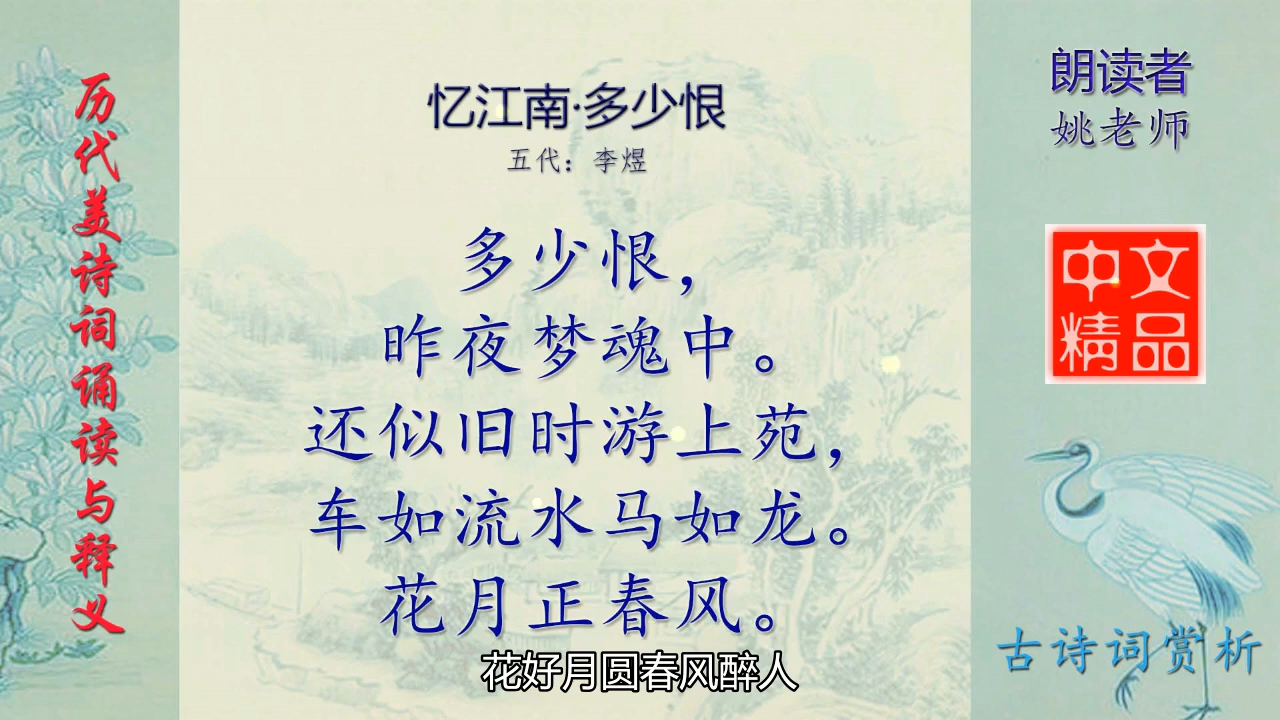 历代美诗词诵读与释义
忆江南·多少恨
五代：李煜
多少恨，
昨夜梦魂中。
还似旧时游上苑，
车如流水马如龙。
花月正春风。
花好月圆春风醉人
朗读者
姚老师
中文
精品
古诗词赏析